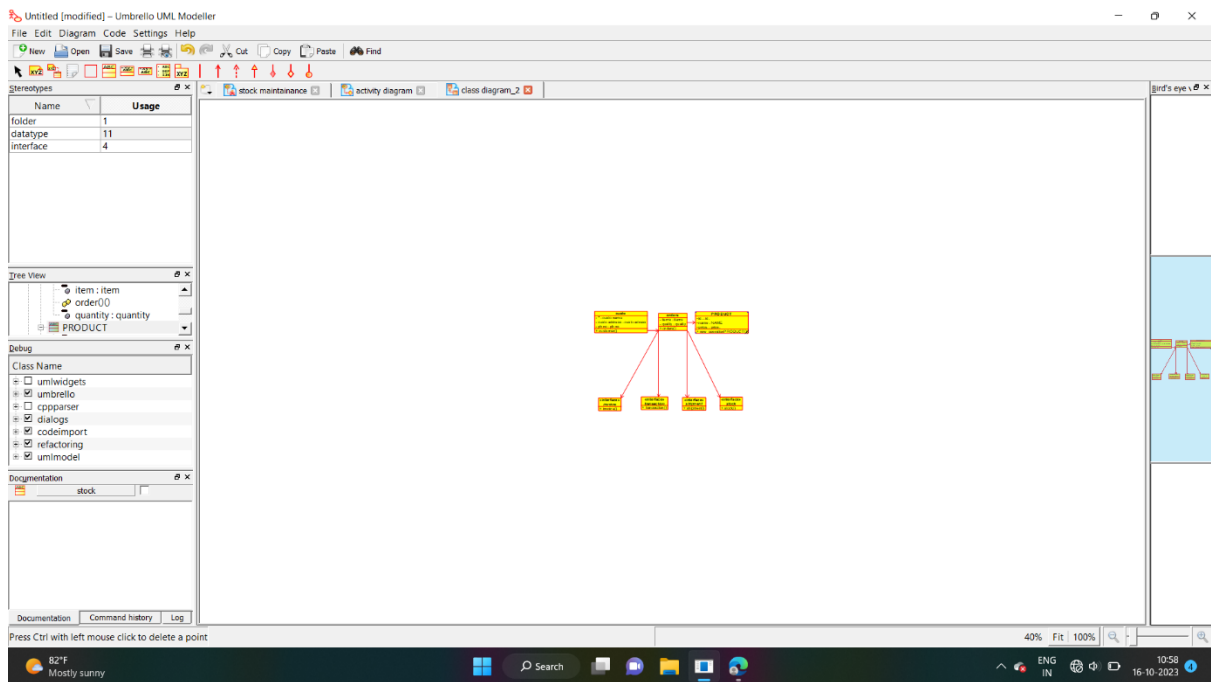 Untitled [modified] – Umbrello UML Modeller
File Edit Diagram Code Settings Help
New Open Save Cut Copy Paste Find
Stereotypes
stock maintainance activity diagram class diagram_2
Bird's eye v
Name Usage
folder 1
datatype 11
interface 4
Tree View
item : item
order()
quantity : quantity
PRODUCT
Debug
Class Name
umlwidgets
umbrello
cppparser
dialogs
codeimport
refactoring
umlmodel
Documentation
stock
PRODUCT
Documentation Command history Log
Press Ctrl with left mouse click to delete a point
40% Fit 100%
82°F
Mostly sunny
Search
ENG
IN
10:58
16-10-2023
4